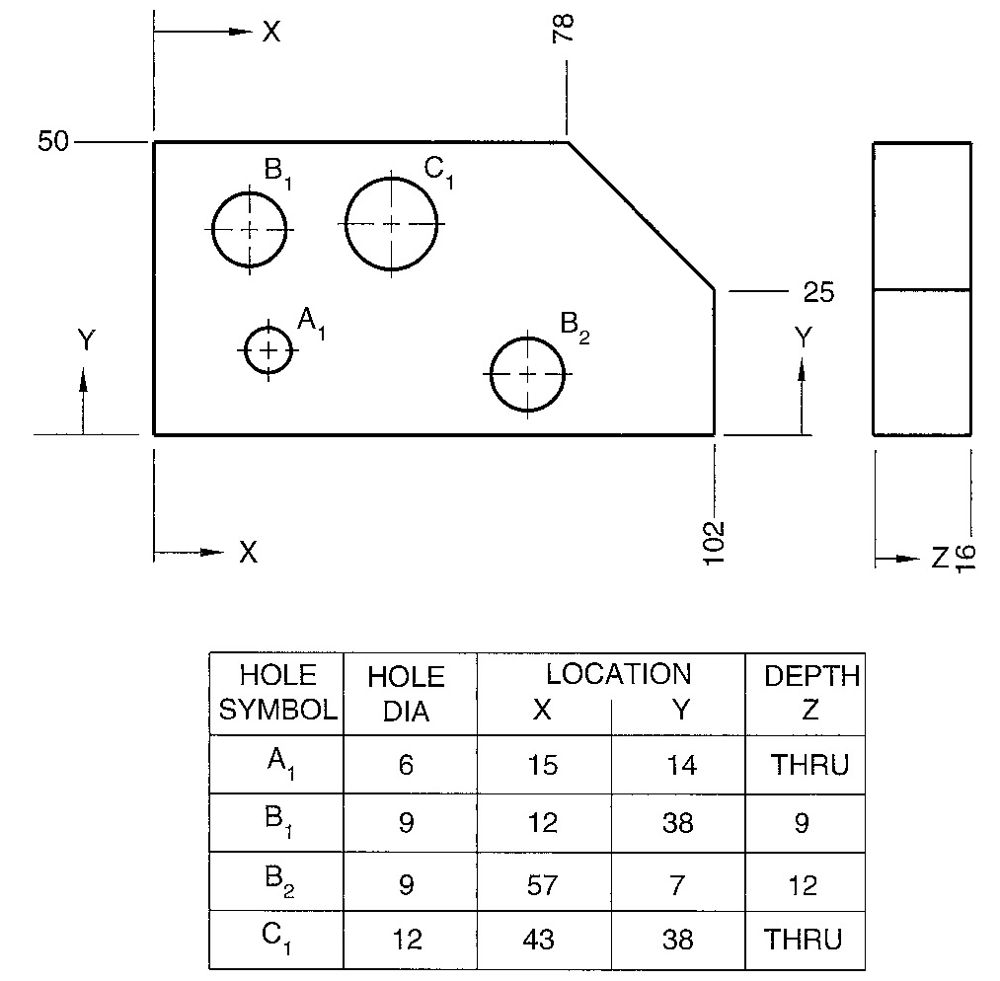 X
78
50
B1
C1
A1
B2
25
Y
Y
X
102
Z
16
HOLE SYMBOL
HOLE DIA
LOCATION
X
Y
DEPTH Z
A1 6 15 14 THRU
B1 9 12 38 9
B2 9 57 7 12
C1 12 43 38 THRU